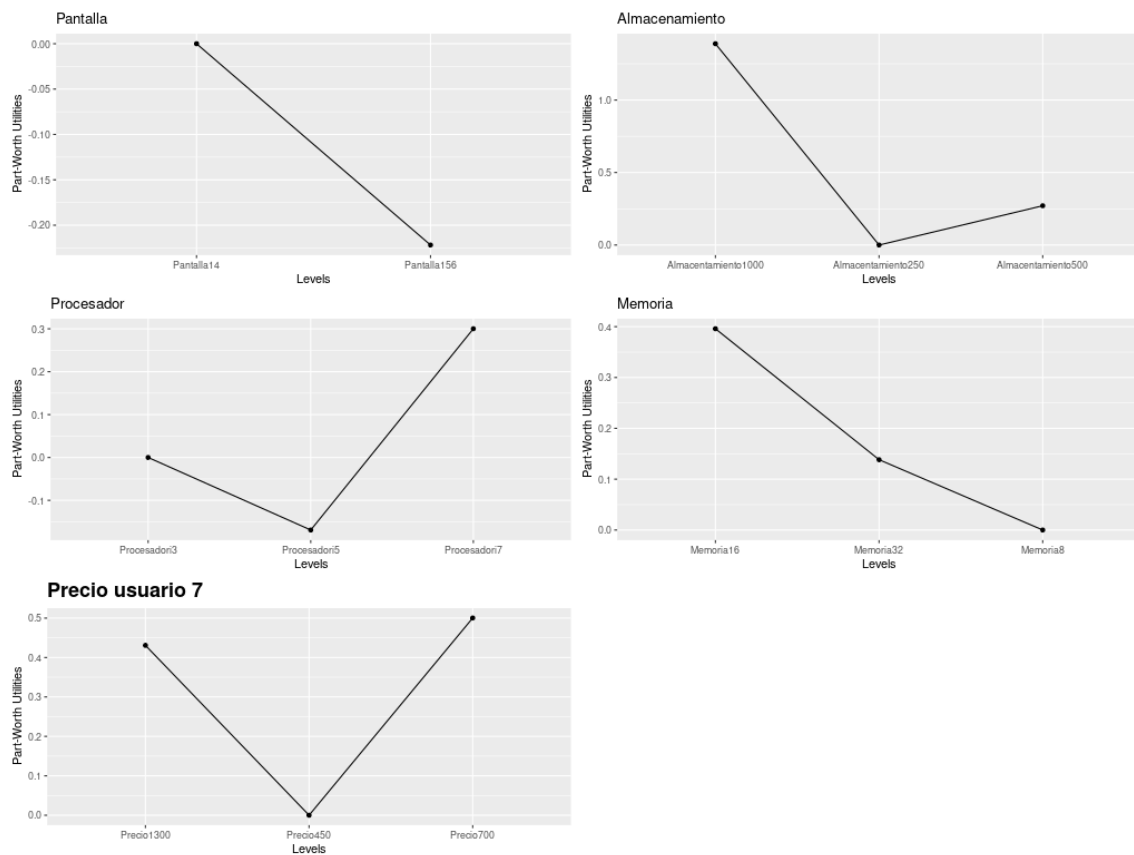 Pantalla
Part-Worth Utilities
0.00
-0.05
-0.10
-0.15
-0.20
Pantalla14 Pantalla156
Levels
Almacenamiento
Part-Worth Utilities
1.0
0.5
0.0
Almacentamiento1000 Almacentamiento250 Almacentamiento500
Levels
Procesador
Part-Worth Utilities
0.3
0.2
0.1
0.0
-0.1
Procesadori3 Procesadori5 Procesadori7
Levels
Memoria
Part-Worth Utilities
0.4
0.3
0.2
0.1
0.0
Memoria16 Memoria32 Memoria8
Levels
Precio usuario 7
Part-Worth Utilities
0.5
0.4
0.3
0.2
0.1
0.0
Precio1300 Precio450 Precio700
Levels